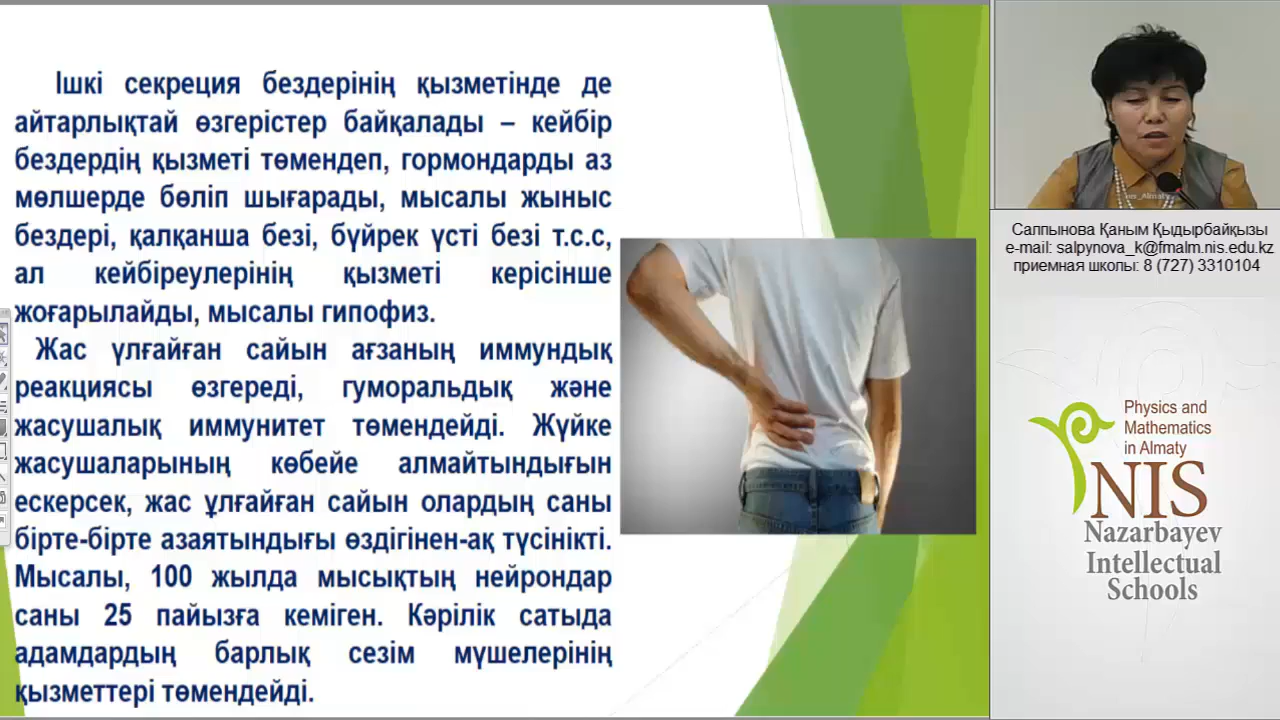 Ішкі секреция бездерінің қызметінде де
айтарлықтай өзгерістер байқалады – кейбір
бездердің қызметі төмендеп, гормондарды аз
мөлшерде бөліп шығарады, мысалы жыныс
бездері, қалқанша безі, бүйрек үсті безі т.с.с,
ал кейбіреулерінің қызметі керісінше
жоғарылайды, мысалы гипофиз.
Жас үлғайған сайын ағзаның иммундық
реакциясы өзгереді, гуморальдық және
жасушалық иммунитет төмендейді. Жүйке
жасушаларының көбейе алмайтындығын
ескерсек, жас ұлғайған сайын олардың саны
бірте-бірте азаятындығы өздігінен-ақ түсінікті.
Мысалы, 100 жылда мысықтың нейрондар
саны 25 пайызға кеміген. Кәрілік сатыда
адамдардың барлық сезім мүшелерінің
қызметтері төмендейді.
Салпынова Қаным Қыдырбайқызы
e-mail: salpynova_k@fmalm.nis.edu.kz
приемная школы: 8 (727) 3310104
Physics and
Mathematics
in Almaty
NIS
Nazarbayev
Intellectual
Schools